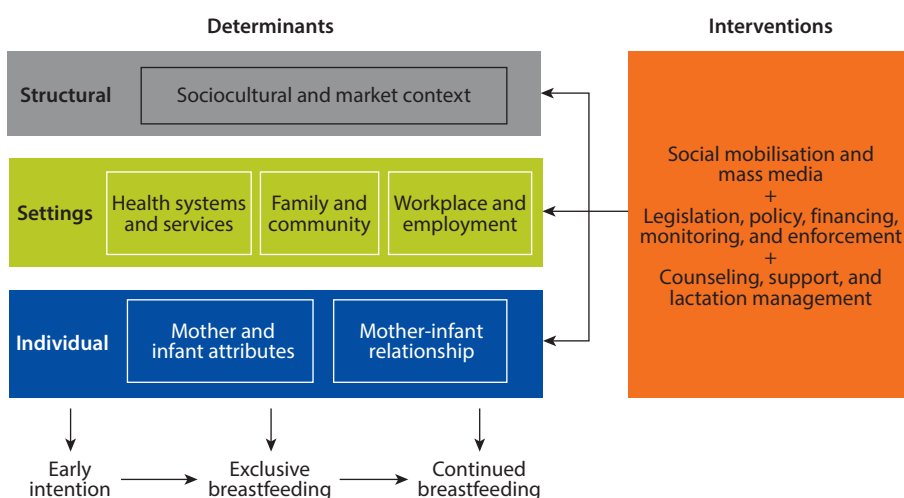 Determinants
Interventions
Structural
Sociocultural and market context
Settings
Health systems
and services
Family and
community
Workplace and
employment
Individual
Mother and
infant attributes
Mother-infant
relationship
Social mobilisation and
mass media
+
Legislation, policy, financing,
monitoring, and enforcement
+
Counseling, support, and
lactation management
Early
intention
Exclusive
breastfeeding
Continued
breastfeeding